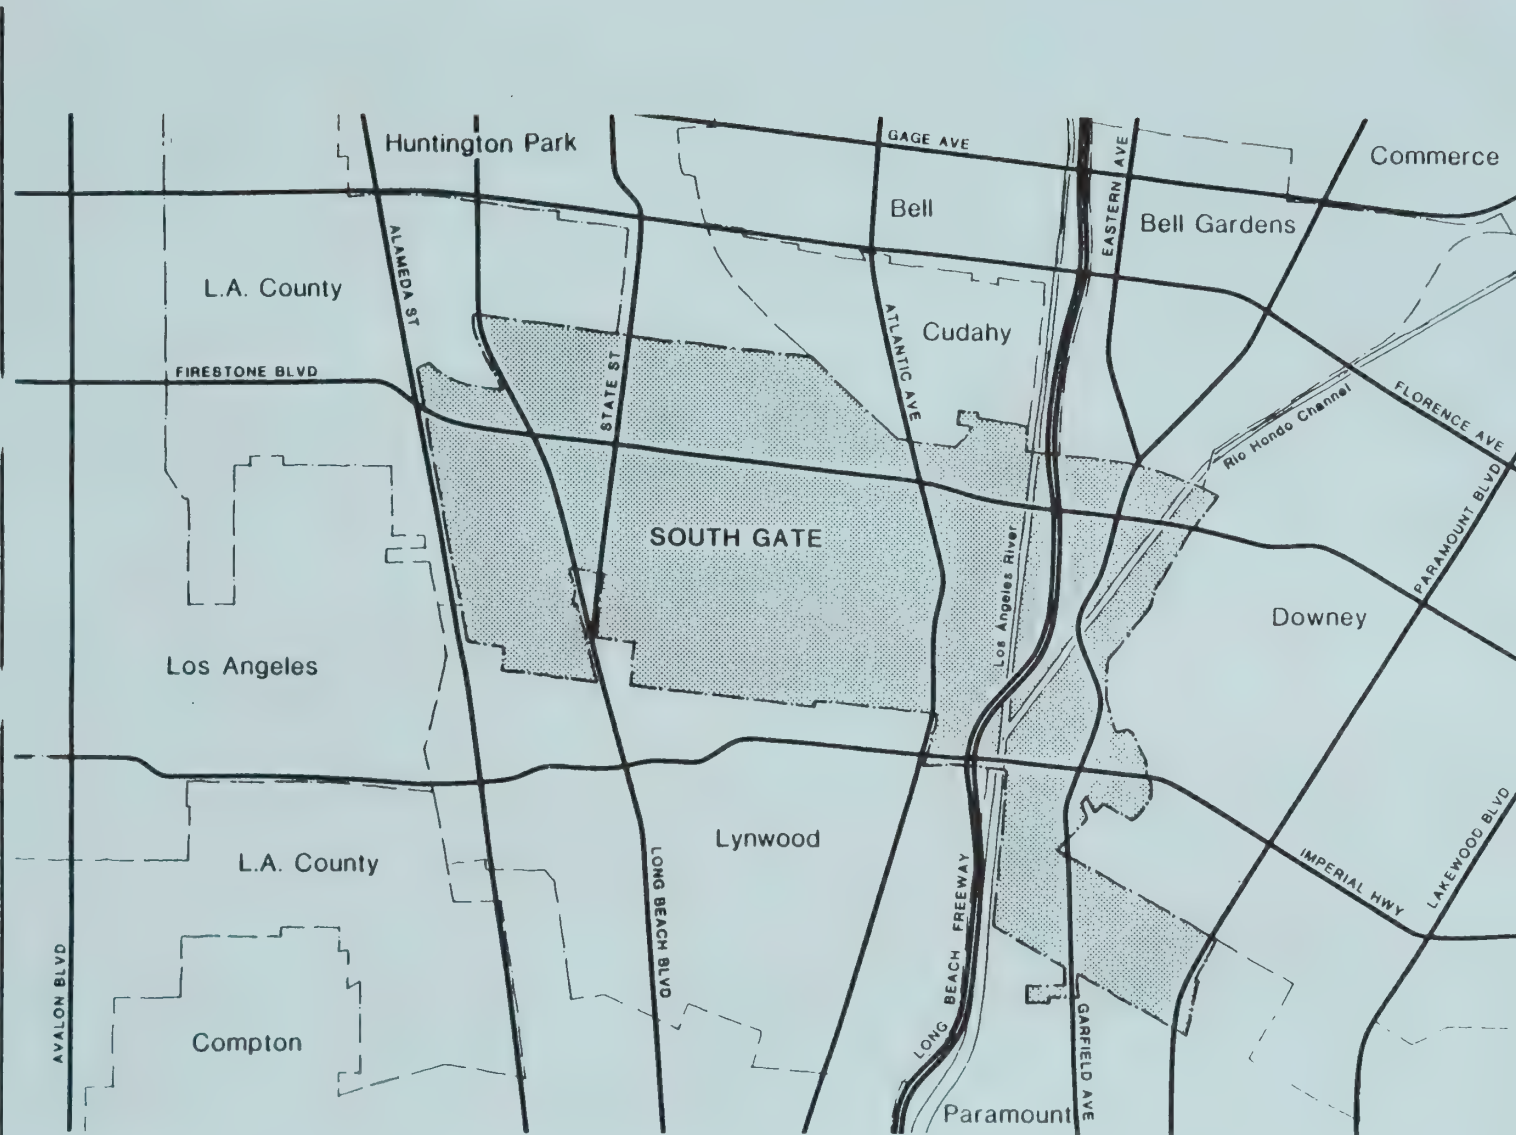 Huntington Park
GAGE AVE
Commerce
EASTERN AVE
Bell
Bell Gardens
ALAMEDA ST
L.A. County
ATLANTIC AVE
Cudahy
FIRESTONE BLVD
STATE ST
Rio Hondo Channel
FLORENCE AVE
PARAMOUNT BLVD
SOUTH GATE
Los Angeles River
Downey
Los Angeles
LAKEWOOD BLVD
Lynwood
L.A. County
IMPERIAL HWY
LONG BEACH BLVD
LONG BEACH FREEWAY
AVALON BLVD
Compton
GARFIELD AVE
Paramount